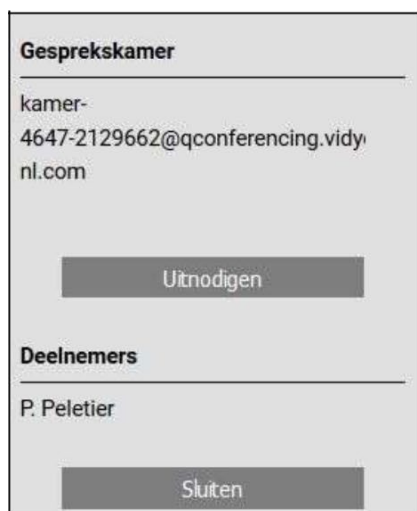 Gesprekskamer
kamer-
4647-2129662@qconferencing.vidy
nl.com
Uitnodigen
Deelnemers
P. Peletier
Sluiten